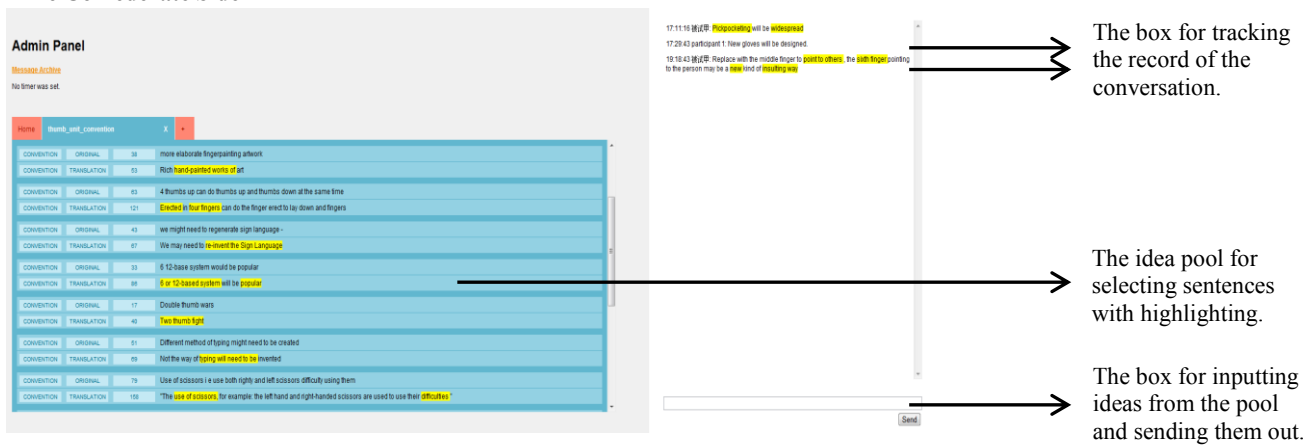 Admin Panel
Message Archive
No timer was set.
Home thumb_unit_convention X +
CONVENTION ORIGINAL 38 more elaborate fingerpainting artwork
CONVENTION TRANSLATION 53 Rich hand-painted works of art
CONVENTION ORIGINAL 63 4 thumbs up can do thumbs up and thumbs down at the same time
CONVENTION TRANSLATION 121 Erected in four fingers can do the finger erect to lay down and fingers
CONVENTION ORIGINAL 43 we might need to regenerate sign language -
CONVENTION TRANSLATION 67 We may need to re-invent the Sign Language
CONVENTION ORIGINAL 33 6 12-base system would be popular
CONVENTION TRANSLATION 88 6 or 12-based system will be popular
CONVENTION ORIGINAL 17 Double thumb wars
CONVENTION TRANSLATION 40 Two thumb fight
CONVENTION ORIGINAL 51 Different method of typing might need to be created
CONVENTION TRANSLATION 69 Not the way of typing will need to be invented
CONVENTION ORIGINAL 79 Use of scissors i e use both rightly and left scissors difficulty using them
CONVENTION TRANSLATION 158 "The use of scissors, for example: the left hand and right-handed scissors are used to use their difficulties "
17:11:16 被試甲: Pickpocketing will be widespread
17:29:43 participant 1: New gloves will be designed.
19:18:43 被試甲: Replace with the middle finger to point to others , the sixth finger pointing
to the person may be a new kind of insulting way
Send
The box for tracking
the record of the
conversation.
The idea pool for
selecting sentences
with highlighting.
The box for inputting
ideas from the pool
and sending them out.